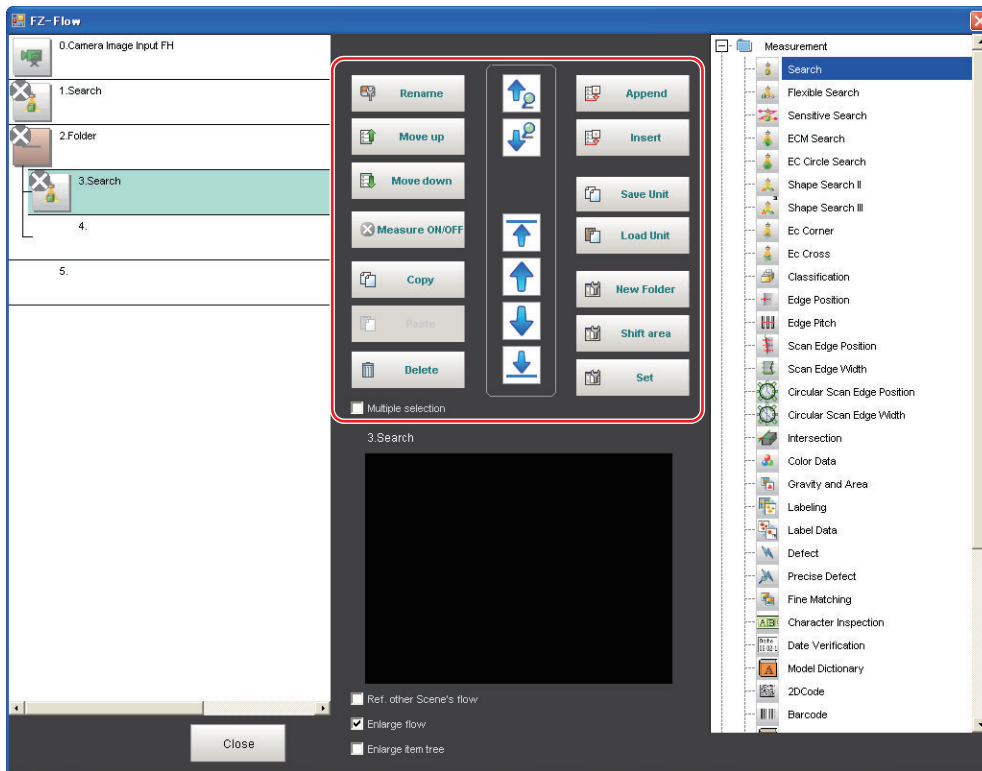 FZ-Flow
0.Camera Image Input FH
1.Search
2.Folder
3.Search
4.
5.
Close
Rename
Move up
Move down
Measure ON/OFF
Copy
Paste
Delete
Multiple selection
Append
Insert
Save Unit
Load Unit
New Folder
Shift area
Set
3.Search
Ref. other Scene's flow
Enlarge flow
Enlarge item tree
Measurement
Search
Flexible Search
Sensitive Search
ECM Search
EC Circle Search
Shape Search II
Shape Search III
Ec Corner
Ec Cross
Classification
Edge Position
Edge Pitch
Scan Edge Position
Scan Edge Width
Circular Scan Edge Position
Circular Scan Edge Width
Intersection
Color Data
Gravity and Area
Labeling
Label Data
Defect
Precise Defect
Fine Matching
Character Inspection
Date Verification
Model Dictionary
2DCode
Barcode